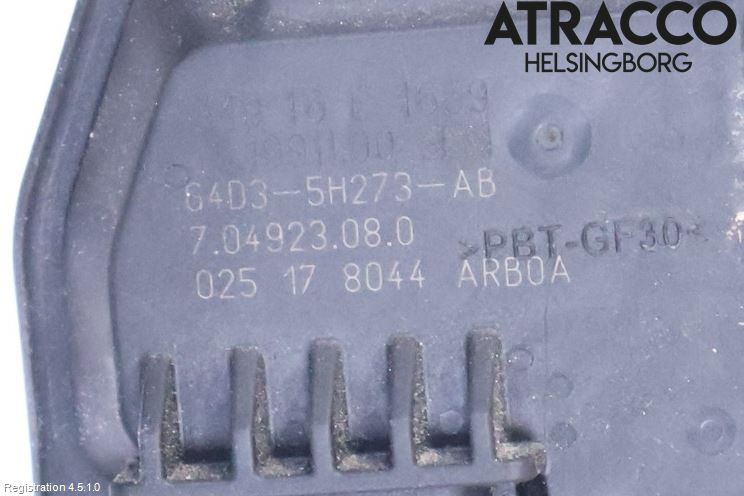 ATRACCO
HELSINGBORG
G4D3-5H273-AB
7.04923.08.0
>PBT-GF30<
025 17 8044 ARB0A
Registration 4.5.1.0